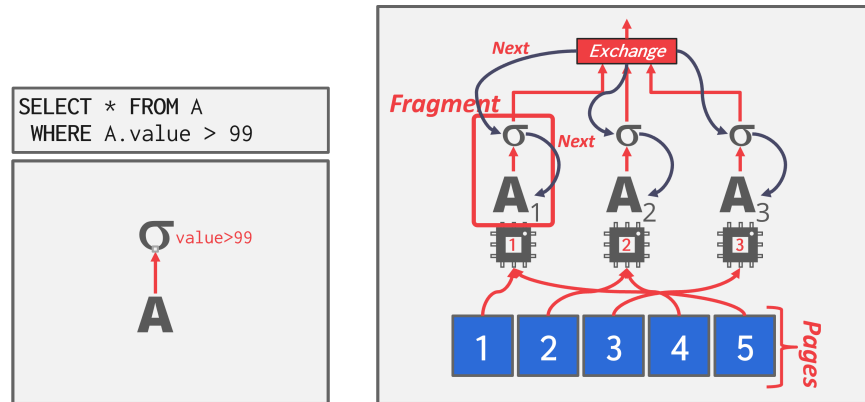 SELECT * FROM A
WHERE A.value > 99
σ value>99
A
Exchange
Next
Fragment
σ Next σ σ
A1 A2 A3
1 2 3
1 2 3 4 5
Pages